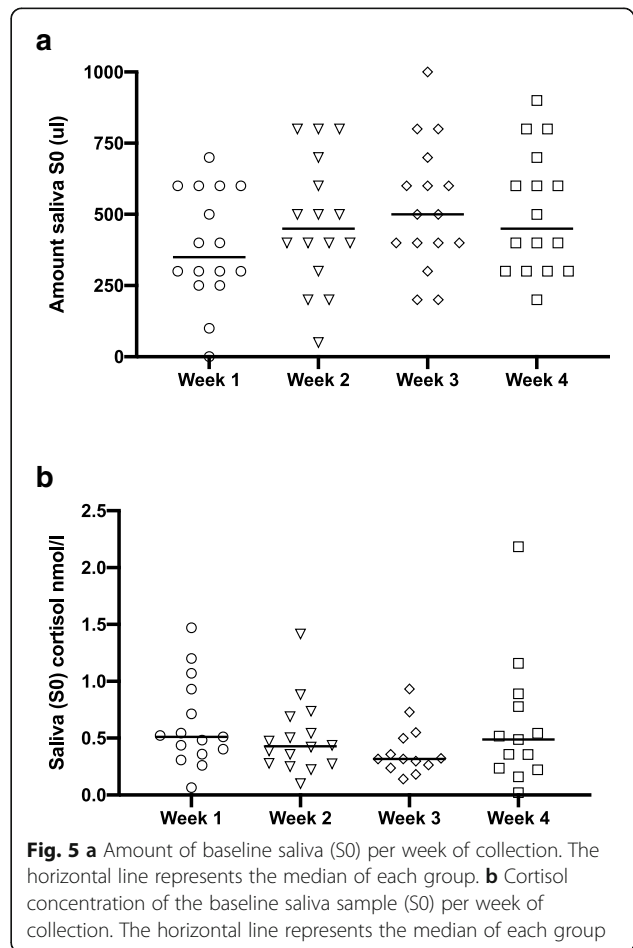 a
1000
750
500
250
0
Amount saliva S0 (ul)
Week 1 Week 2 Week 3 Week 4
b
2.5
2.0
1.5
1.0
0.5
0.0
Saliva (S0) cortisol nmol/l
Week 1 Week 2 Week 3 Week 4
Fig. 5 a Amount of baseline saliva (S0) per week of collection. The
horizontal line represents the median of each group. b Cortisol
concentration of the baseline saliva sample (S0) per week of
collection. The horizontal line represents the median of each group